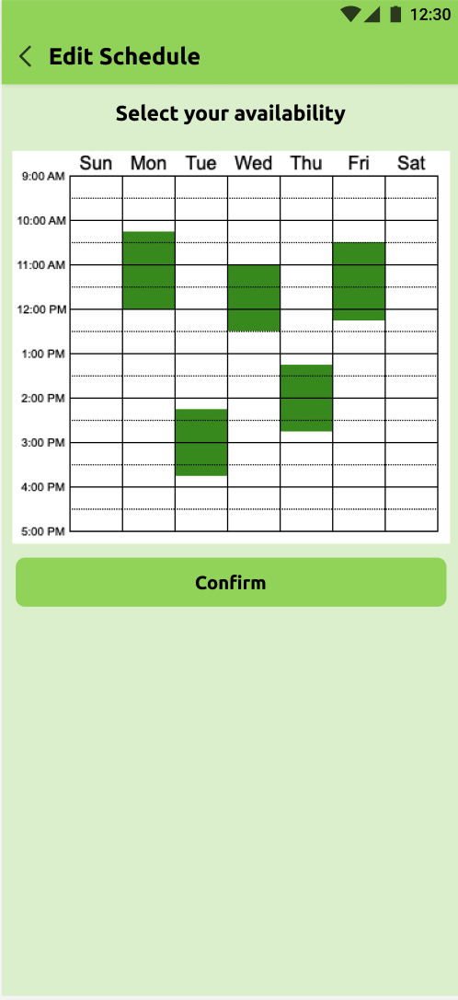 12:30
Edit Schedule
Select your availability
Sun Mon Tue Wed Thu Fri Sat
9:00 AM
10:00 AM
11:00 AM
12:00 PM
1:00 PM
2:00 PM
3:00 PM
4:00 PM
5:00 PM
Confirm